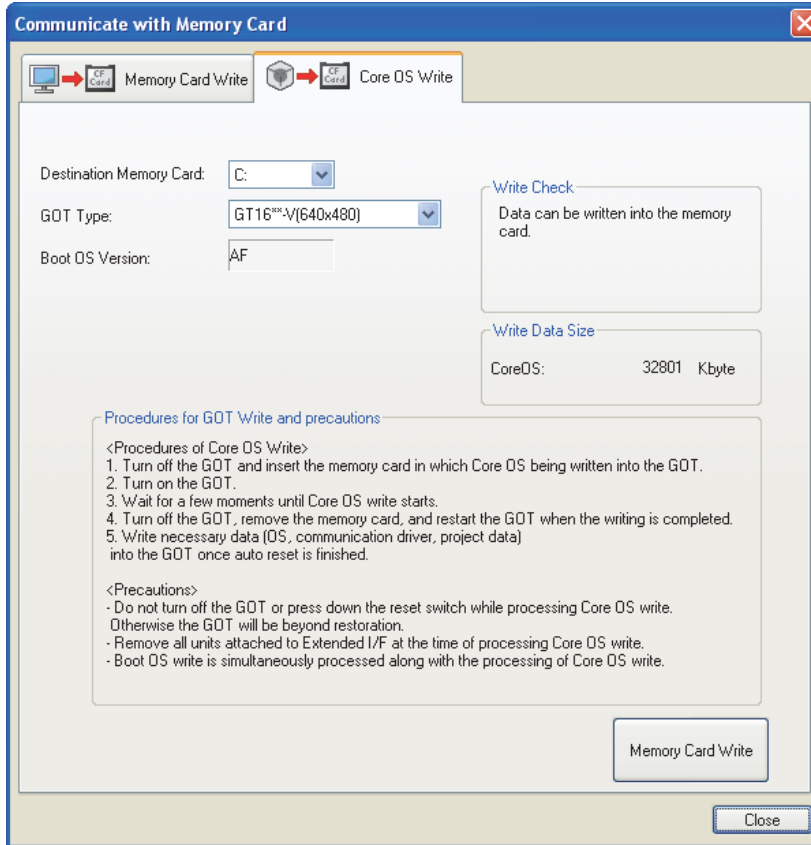 Communicate with Memory Card
CF Card
Memory Card Write
CF Card
Core OS Write
Destination Memory Card:
C:
GOT Type:
GT16**-V(640x480)
Boot OS Version:
AF
Write Check
Data can be written into the memory
card.
Write Data Size
CoreOS:
32801 Kbyte
Procedures for GOT Write and precautions
<Procedures of Core OS Write>
1. Turn off the GOT and insert the memory card in which Core OS being written into the GOT.
2. Turn on the GOT.
3. Wait for a few moments until Core OS write starts.
4. Turn off the GOT, remove the memory card, and restart the GOT when the writing is completed.
5. Write necessary data (OS, communication driver, project data)
into the GOT once auto reset is finished.
<Precautions>
- Do not turn off the GOT or press down the reset switch while processing Core OS write.
Otherwise the GOT will be beyond restoration.
- Remove all units attached to Extended I/F at the time of processing Core OS write.
- Boot OS write is simultaneously processed along with the processing of Core OS write.
Memory Card Write
Close